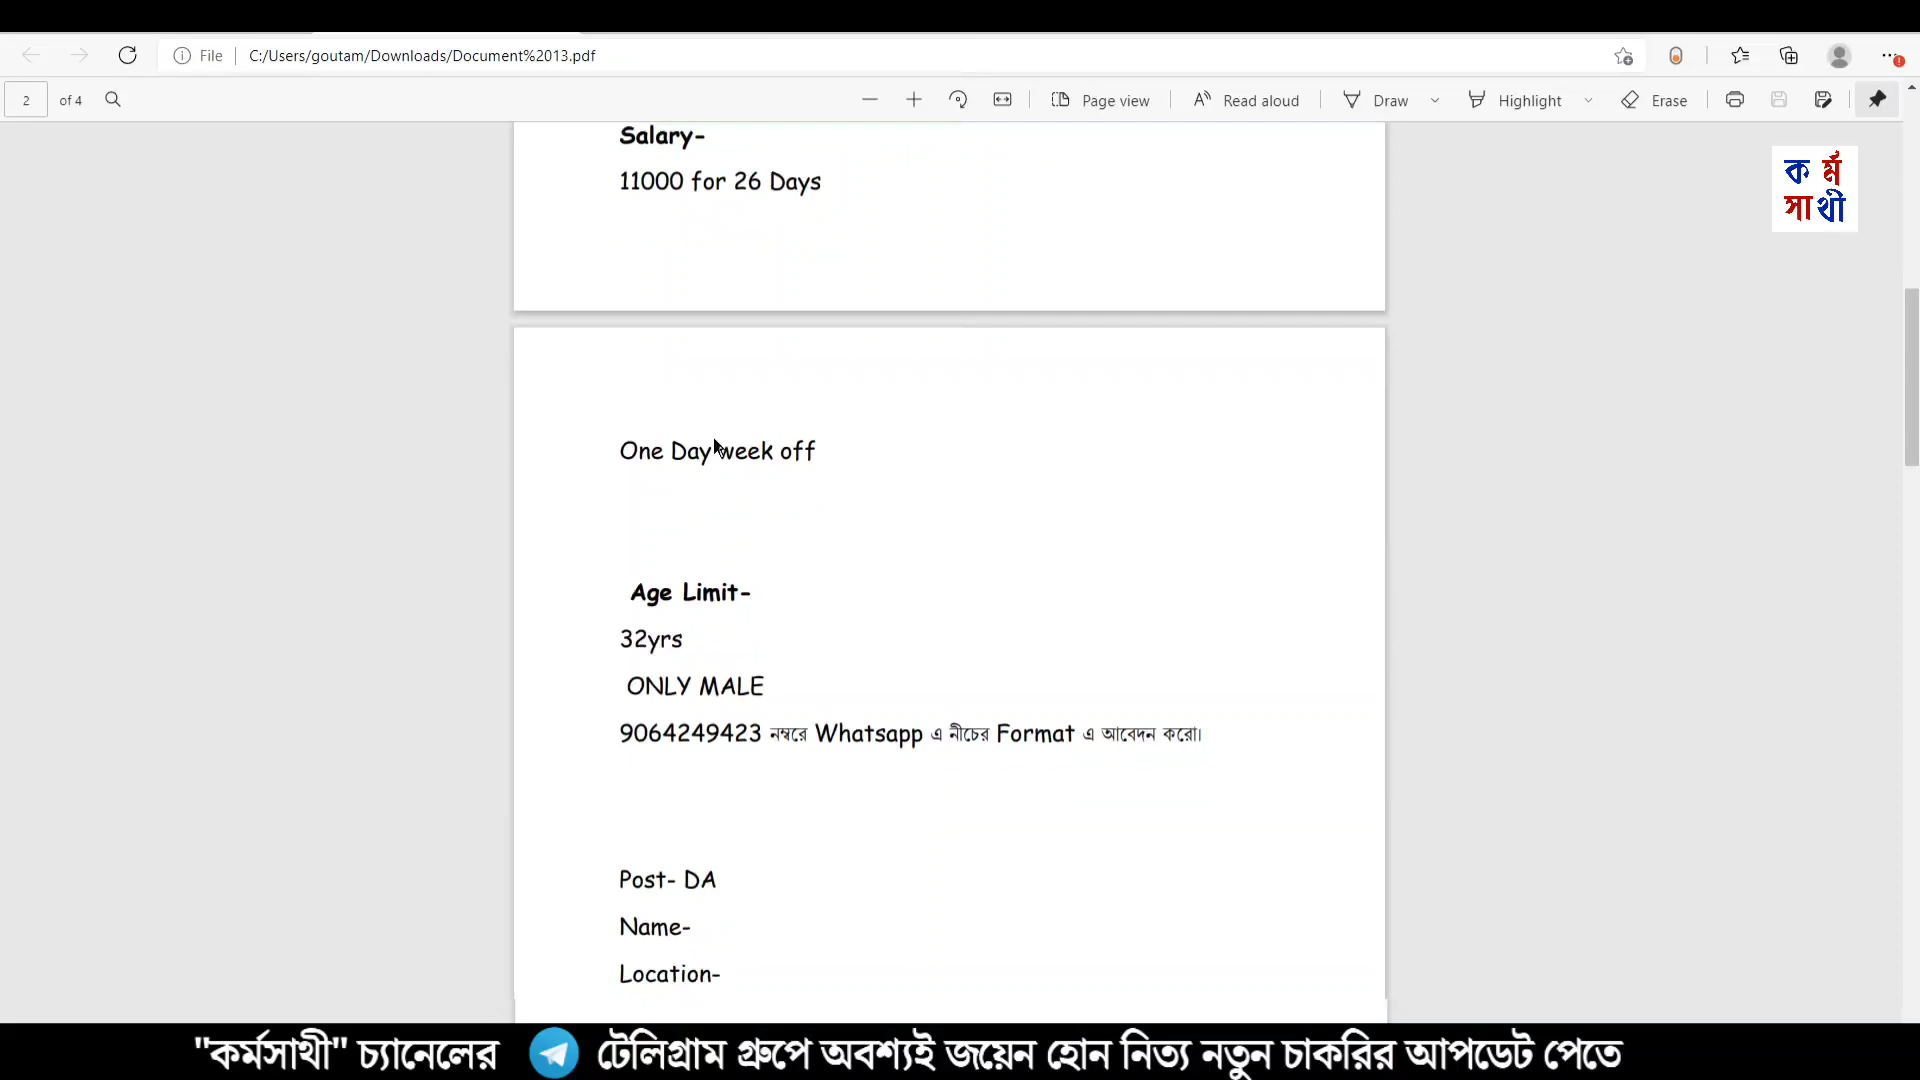 File
C:/Users/goutam/Downloads/Document%2013.pdf
2 of 4
Page view
Read aloud
Draw
Highlight
Erase
Salary-
11000 for 26 Days
কর্ম
সাথী
One Day week off
Age Limit-
32yrs
ONLY MALE
9064249423 নম্বরে Whatsapp এ নীচের Format এ আবেদন করো।
Post- DA
Name-
Location-
"কর্মসাথী" চ্যানেলের টেলিগ্রাম গ্রুপে অবশ্যই জয়েন হোন নিত্য নতুন চাকরির আপডেট পেতে